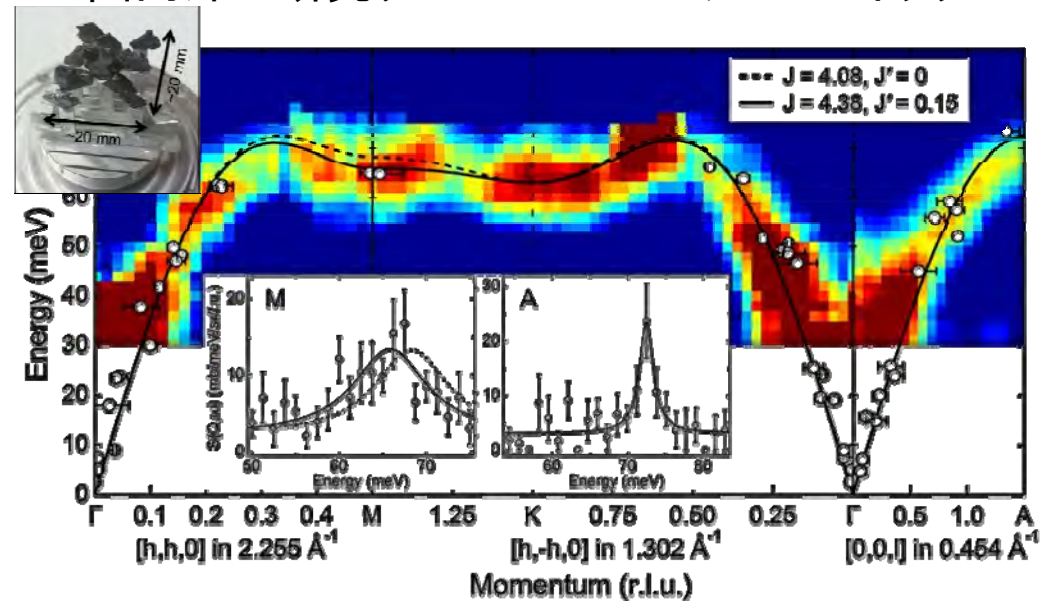 ~20 mm
~20 mm
J = 4.08, J' = 0
J = 4.38, J' = 0.15
Energy (meV)
60
50
40
30
20
10
0
M
S(Q,ω) (mb/meV/sr/f.u.)
20
10
0
50 60 70
Energy (meV)
A
30
20
10
0
60 70 80
Energy (meV)
Γ 0.1 0.2 0.3 0.4 M 1.25 K 0.75 0.50 0.25 Γ 0.5 1.0 A
[h,h,0] in 2.255 Å⁻¹ [h,-h,0] in 1.302 Å⁻¹ [0,0,l] in 0.454 Å⁻¹
Momentum (r.l.u.)